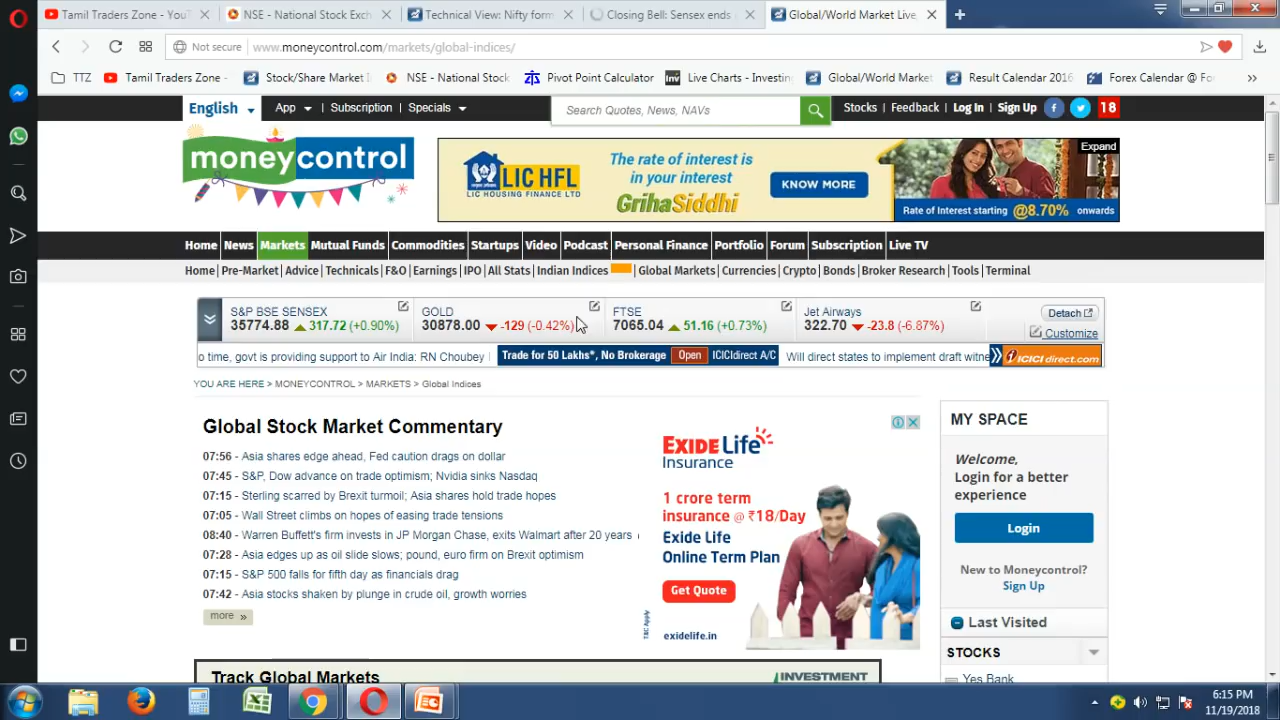 Tamil Traders Zone - YouT
NSE - National Stock Exch
Technical View: Nifty form
Closing Bell: Sensex ends
Global/World Market Live,
Not secure
www.moneycontrol.com/markets/global-indices/
TTZ
Tamil Traders Zone -
Stock/Share Market I
NSE - National Stock
Pivot Point Calculator
Inv
Live Charts - Investin
Global/World Market
Result Calendar 2016
Forex Calendar @ Fo
English
App
Subscription
Specials
Search Quotes, News, NAVs
Stocks
Feedback
Log In
Sign Up
18
moneycontrol
LIC HFL
LIC HOUSING FINANCE LTD
The rate of interest is
in your interest
GrihaSiddhi
KNOW MORE
Expand
Rate of Interest starting @8.70% onwards
Home News Markets Mutual Funds Commodities Startups Video Podcast Personal Finance Portfolio Forum Subscription Live TV
Home Pre-Market Advice Technicals F&O Earnings IPO All Stats Indian Indices Global Markets Currencies Crypto Bonds Broker Research Tools Terminal
S&P BSE SENSEX
35774.88 317.72 (+0.90%)
GOLD
30878.00 -129 (-0.42%)
FTSE
7065.04 51.16 (+0.73%)
Jet Airways
322.70 -23.8 (-6.87%)
Detach
Customize
o time, govt is providing support to Air India: RN Choubey
Trade for 50 Lakhs*, No Brokerage Open ICICIdirect A/C
Will direct states to implement draft witne
ICICIdirect.com
YOU ARE HERE > MONEYCONTROL > MARKETS > Global Indices
Global Stock Market Commentary
07:56 - Asia shares edge ahead, Fed caution drags on dollar
07:45 - S&P, Dow advance on trade optimism; Nvidia sinks Nasdaq
07:15 - Sterling scarred by Brexit turmoil; Asia shares hold trade hopes
07:05 - Wall Street climbs on hopes of easing trade tensions
08:40 - Warren Buffett's firm invests in JP Morgan Chase, exits Walmart after 20 years
07:28 - Asia edges up as oil slide slows; pound, euro firm on Brexit optimism
07:15 - S&P 500 falls for fifth day as financials drag
07:42 - Asia stocks shaken by plunge in crude oil, growth worries
more »
EXIDE Life
Insurance
1 crore term
insurance @ ₹18/Day
Exide Life
Online Term Plan
Get Quote
T&C Apply
exidelife.in
MY SPACE
Welcome,
Login for a better
experience
Login
New to Moneycontrol?
Sign Up
Last Visited
STOCKS
Yes Bank
Track Global Markets
INVESTMENT
6:15 PM
11/19/2018